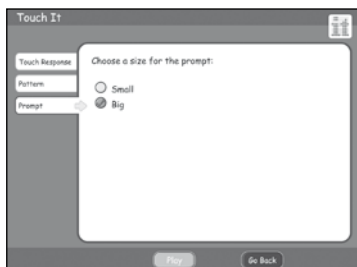 Touch It
Touch Response
Pattern
Prompt
Choose a size for the prompt:
Small
Big
Play
Go Back